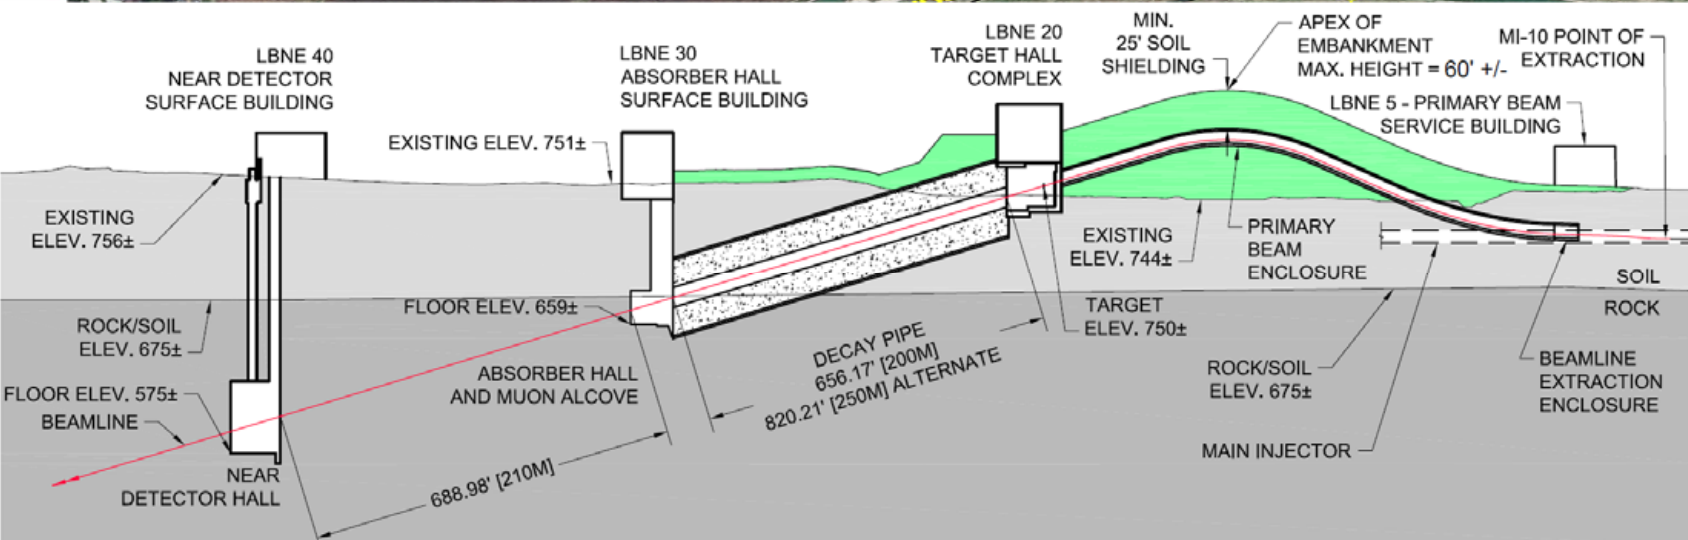 LBNE 40
NEAR DETECTOR
SURFACE BUILDING
LBNE 30
ABSORBER HALL
SURFACE BUILDING
LBNE 20
TARGET HALL
COMPLEX
MIN.
25' SOIL
SHIELDING
APEX OF
EMBANKMENT
MAX. HEIGHT = 60' +/-
MI-10 POINT OF
EXTRACTION
LBNE 5 - PRIMARY BEAM
SERVICE BUILDING
EXISTING ELEV. 751±
EXISTING
ELEV. 756±
EXISTING
ELEV. 744±
PRIMARY
BEAM
ENCLOSURE
SOIL
ROCK
ROCK/SOIL
ELEV. 675±
FLOOR ELEV. 659±
TARGET
ELEV. 750±
DECAY PIPE
656.17' [200M]
820.21' [250M] ALTERNATE
ROCK/SOIL
ELEV. 675±
BEAMLINE
EXTRACTION
ENCLOSURE
FLOOR ELEV. 575±
BEAMLINE
ABSORBER HALL
AND MUON ALCOVE
MAIN INJECTOR
NEAR
DETECTOR HALL
688.98' [210M]